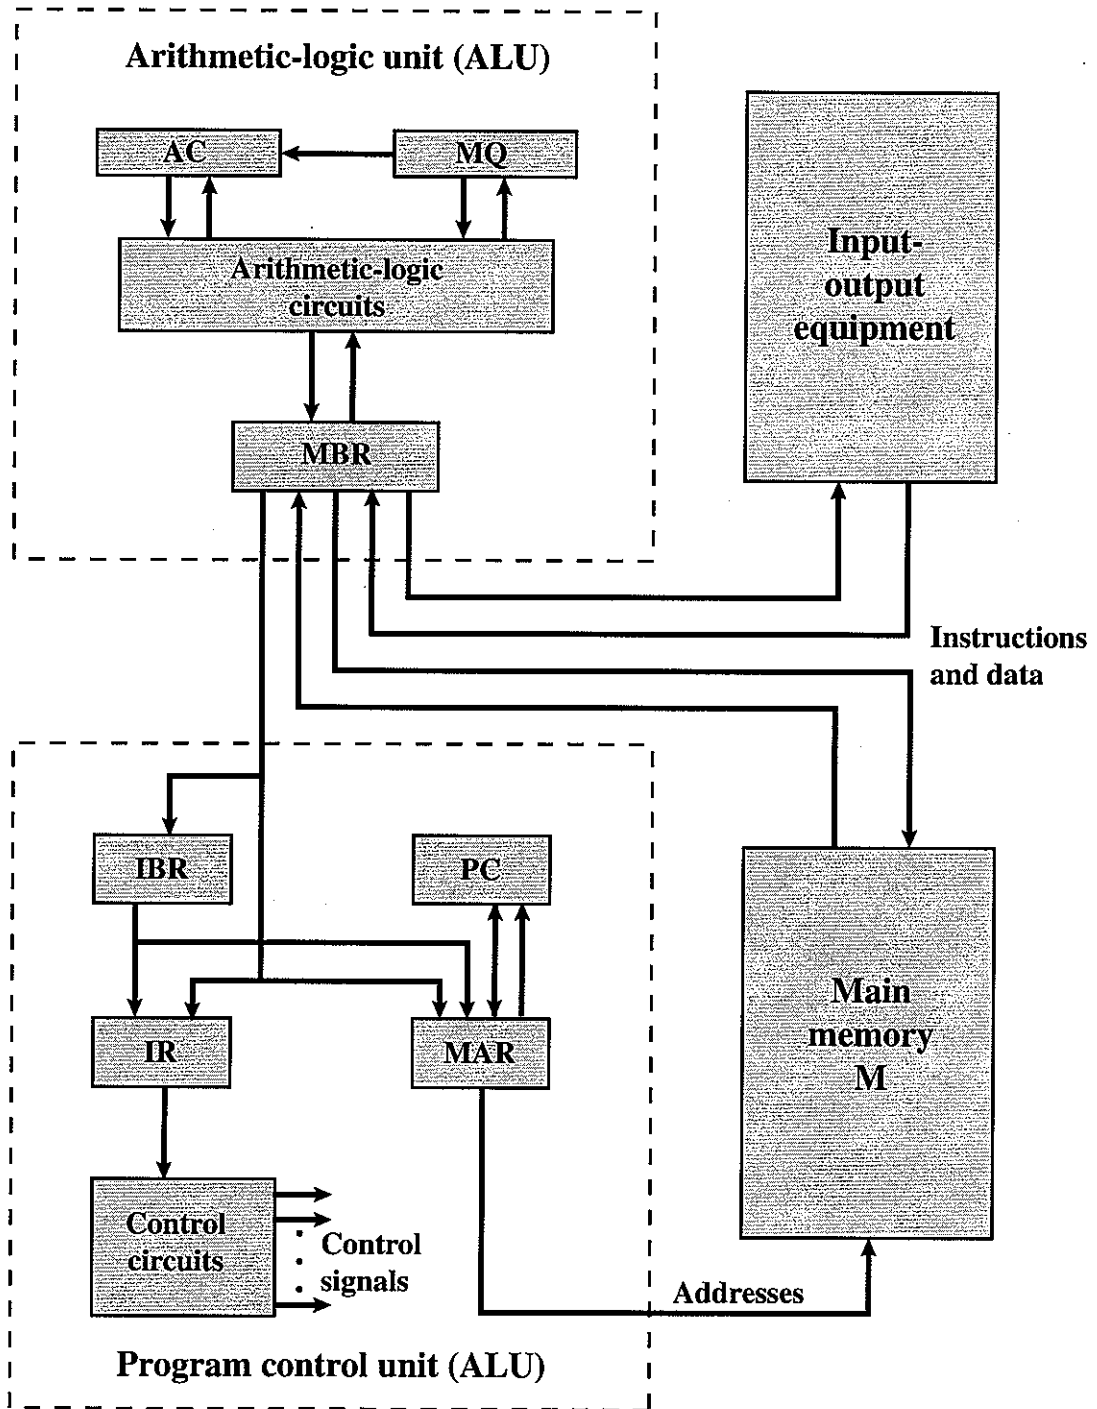 Arithmetic-logic unit (ALU)
AC
MQ
Arithmetic-logic
circuits
MBR
Input-
output
equipment
Instructions
and data
IBR
PC
IR
MAR
Main
memory
M
Control
circuits
Control
signals
Addresses
Program control unit (ALU)